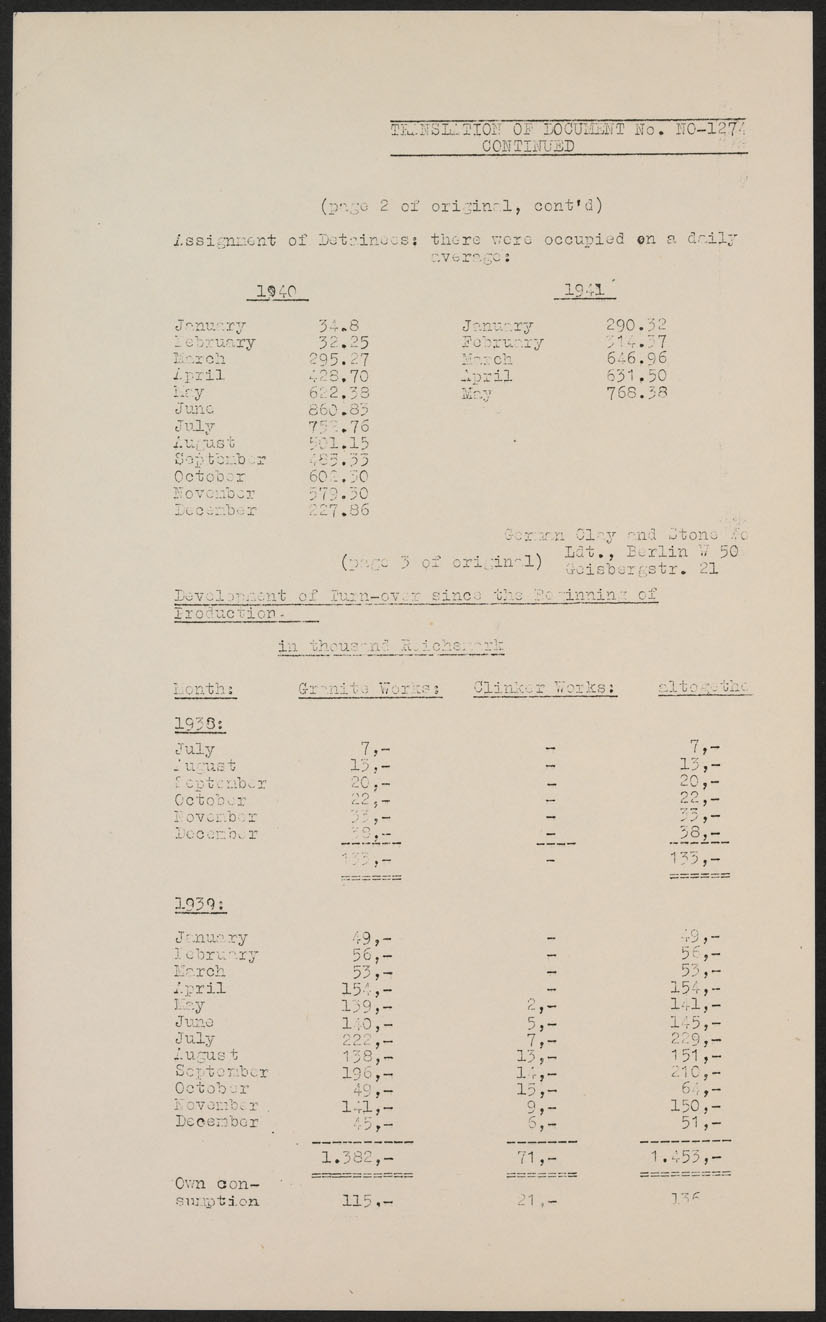 TRANSLATION OF DOCUMENT No. NO-1274
CONTINUED
(page 2 of original, cont'd)
Assignment of Detainees: there were occupied on a daily
average:
1940 1941
January 34.8 January 290.32
February 32.25 February 314.37
March 295.27 March 646.96
April 428.70 April 631.50
May 622.38 May 768.38
June 860.83
July 752.76
August 501.15
September 485.33
October 602.30
November 579.30
December 227.86
German Clay and Stone
(page 3 of original) Ldt., Berlin W 50
Geisbergstr. 21
Development of Turn-over since the Beginning of
Production.
in thousand Reichsmark
Month: Granite Works: Clinker Works: altogethe
1938:
July 7,- - 7,-
August 13,- - 13,-
September 20,- - 20,-
October 22,- - 22,-
November 33,- - 33,-
December 38,- - 38,-
133,- - 133,-
1939:
January 49,- - 49,-
February 56,- - 56,-
March 53,- - 53,-
April 154,- - 154,-
May 139,- 2,- 141,-
June 140,- 5,- 145,-
July 222,- 7,- 229,-
August 138,- 13,- 151,-
September 196,- 14,- 210,-
October 49,- 15,- 64,-
November 141,- 9,- 150,-
December 45,- 6,- 51,-
1.382,- 71,- 1.453,-
Own con-
sumption 115.- 21,- 136